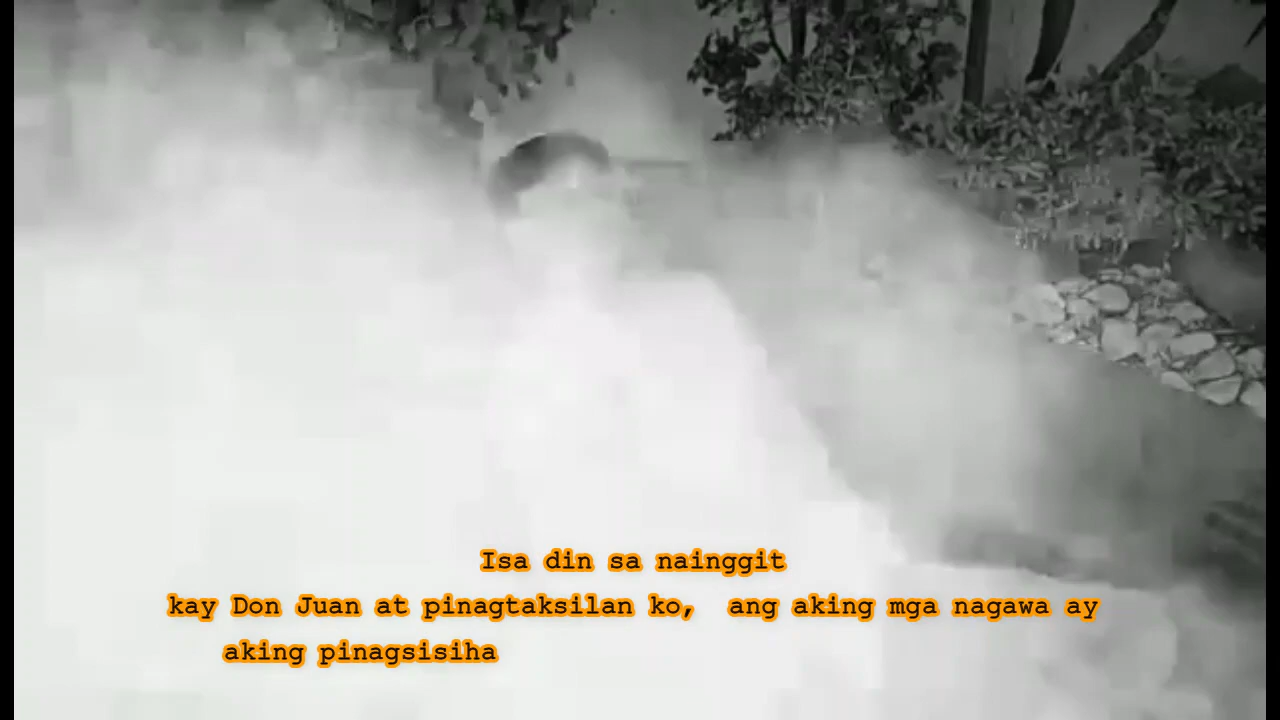 Isa din sa nainggit
kay Don Juan at pinagtaksilan ko, ang aking mga nagawa ay
aking pinagsisiha